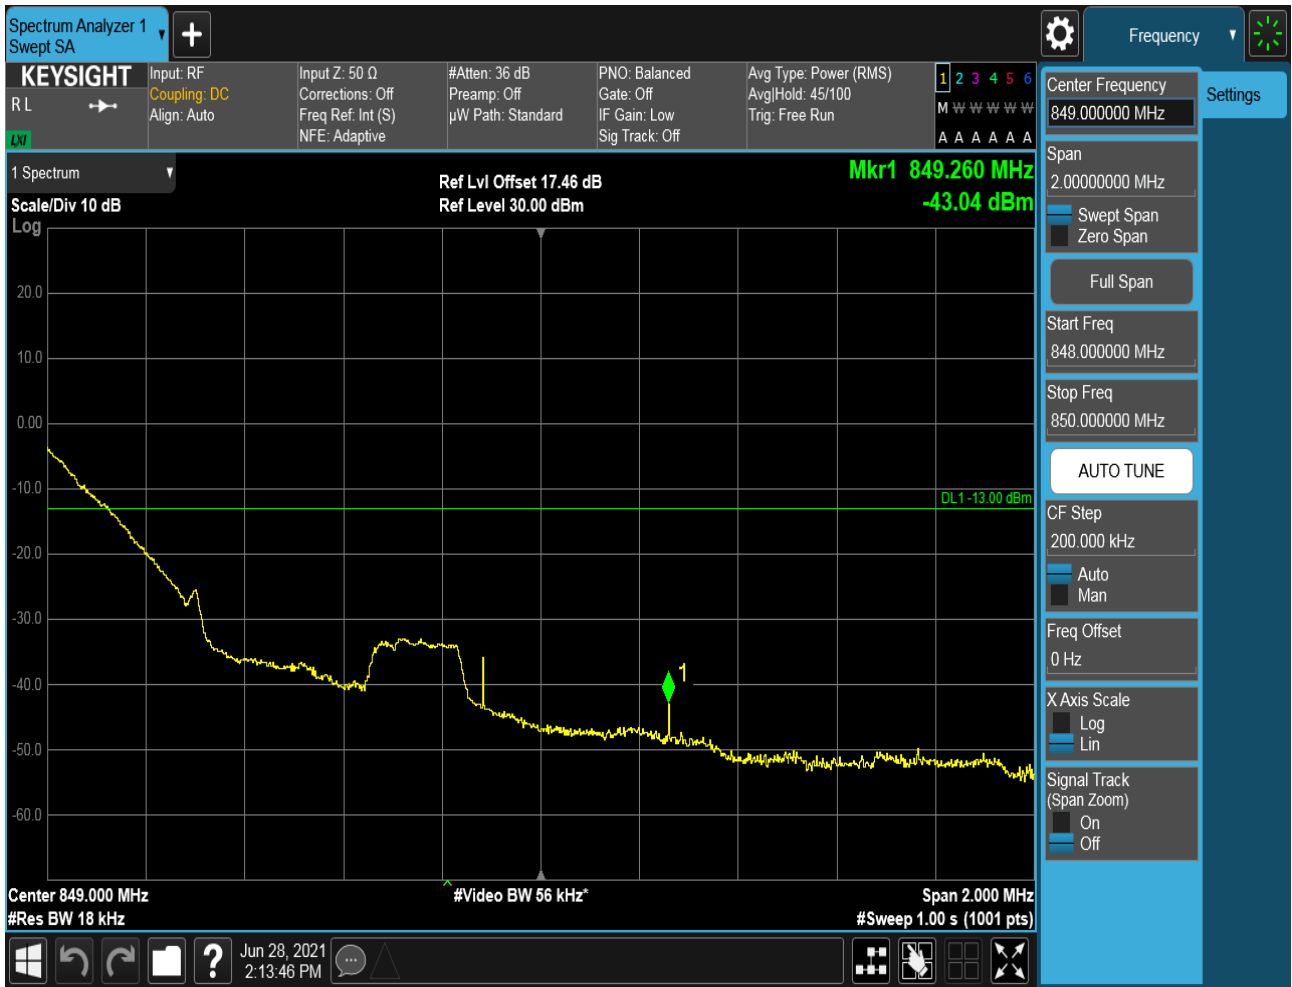 Spectrum Analyzer 1
Swept SA
Frequency
KEYSIGHT
R L
LXI
Input: RF
Coupling: DC
Align: Auto
Input Z: 50 Ω
Corrections: Off
Freq Ref: Int (S)
NFE: Adaptive
#Atten: 36 dB
Preamp: Off
µW Path: Standard
PNO: Balanced
Gate: Off
IF Gain: Low
Sig Track: Off
Avg Type: Power (RMS)
Avg|Hold: 45/100
Trig: Free Run
1 2 3 4 5 6
M W W W W W
A A A A A A
1 Spectrum
Scale/Div 10 dB
Log
Ref Lvl Offset 17.46 dB
Ref Level 30.00 dBm
Mkr1 849.260 MHz
-43.04 dBm
20.0
10.0
0.00
-10.0
-20.0
-30.0
-40.0
-50.0
-60.0
DL1 -13.00 dBm
1
Center 849.000 MHz
#Res BW 18 kHz
#Video BW 56 kHz*
Span 2.000 MHz
#Sweep 1.00 s (1001 pts)
Center Frequency
849.000000 MHz
Settings
Span
2.00000000 MHz
Swept Span
Zero Span
Full Span
Start Freq
848.000000 MHz
Stop Freq
850.000000 MHz
AUTO TUNE
CF Step
200.000 kHz
Auto
Man
Freq Offset
0 Hz
X Axis Scale
Log
Lin
Signal Track
(Span Zoom)
On
Off
?
Jun 28, 2021
2:13:46 PM